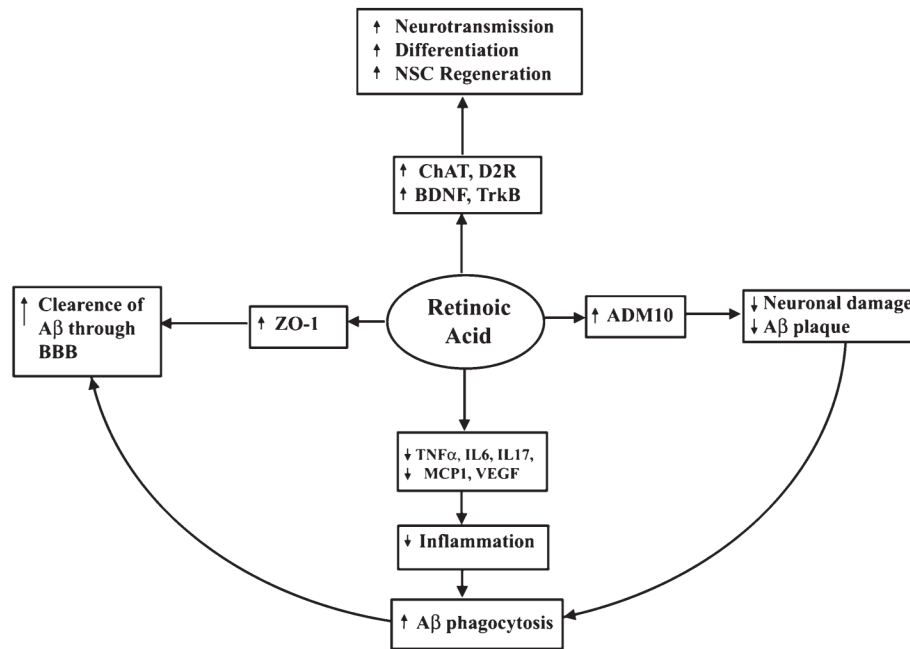 ↑ Neurotransmission
↑ Differentiation
↑ NSC Regeneration
↑ ChAT, D2R
↑ BDNF, TrkB
↑ Clearence of
Aβ through
BBB
↑ ZO-1
Retinoic
Acid
↑ ADM10
↓ Neuronal damage
↓ Aβ plaque
↓ TNFα, IL6, IL17,
↓ MCP1, VEGF
↓ Inflammation
↑ Aβ phagocytosis